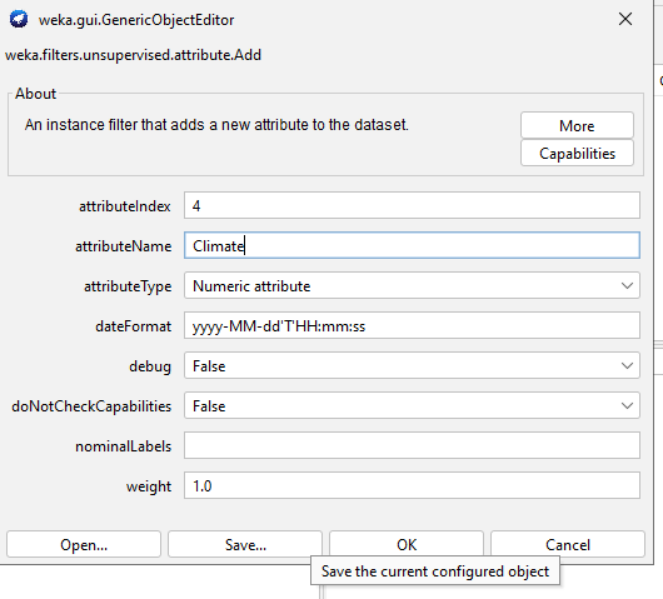 weka.gui.GenericObjectEditor
weka.filters.unsupervised.attribute.Add
About
An instance filter that adds a new attribute to the dataset.
More
Capabilities
attributeIndex 4
attributeName Climate
attributeType Numeric attribute
dateFormat yyyy-MM-dd'T'HH:mm:ss
debug False
doNotCheckCapabilities False
nominalLabels
weight 1.0
Open... Save... OK Cancel
Save the current configured object